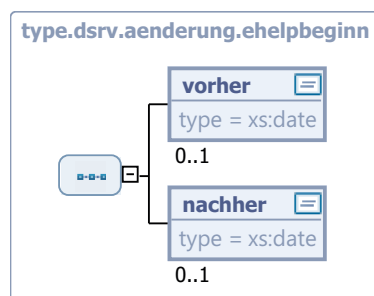 type.dsrv.aenderung.ehelpbeginn
vorher
type = xs:date
0..1
nachher
type = xs:date
0..1